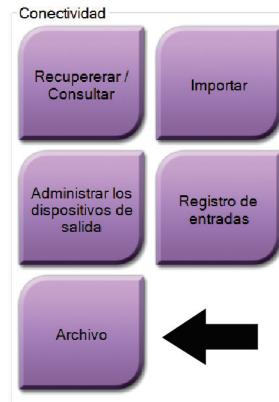 Conectividad
Recupererar /
Consultar
Importar
Administrar los
dispositivos de
salida
Registro de
entradas
Archivo